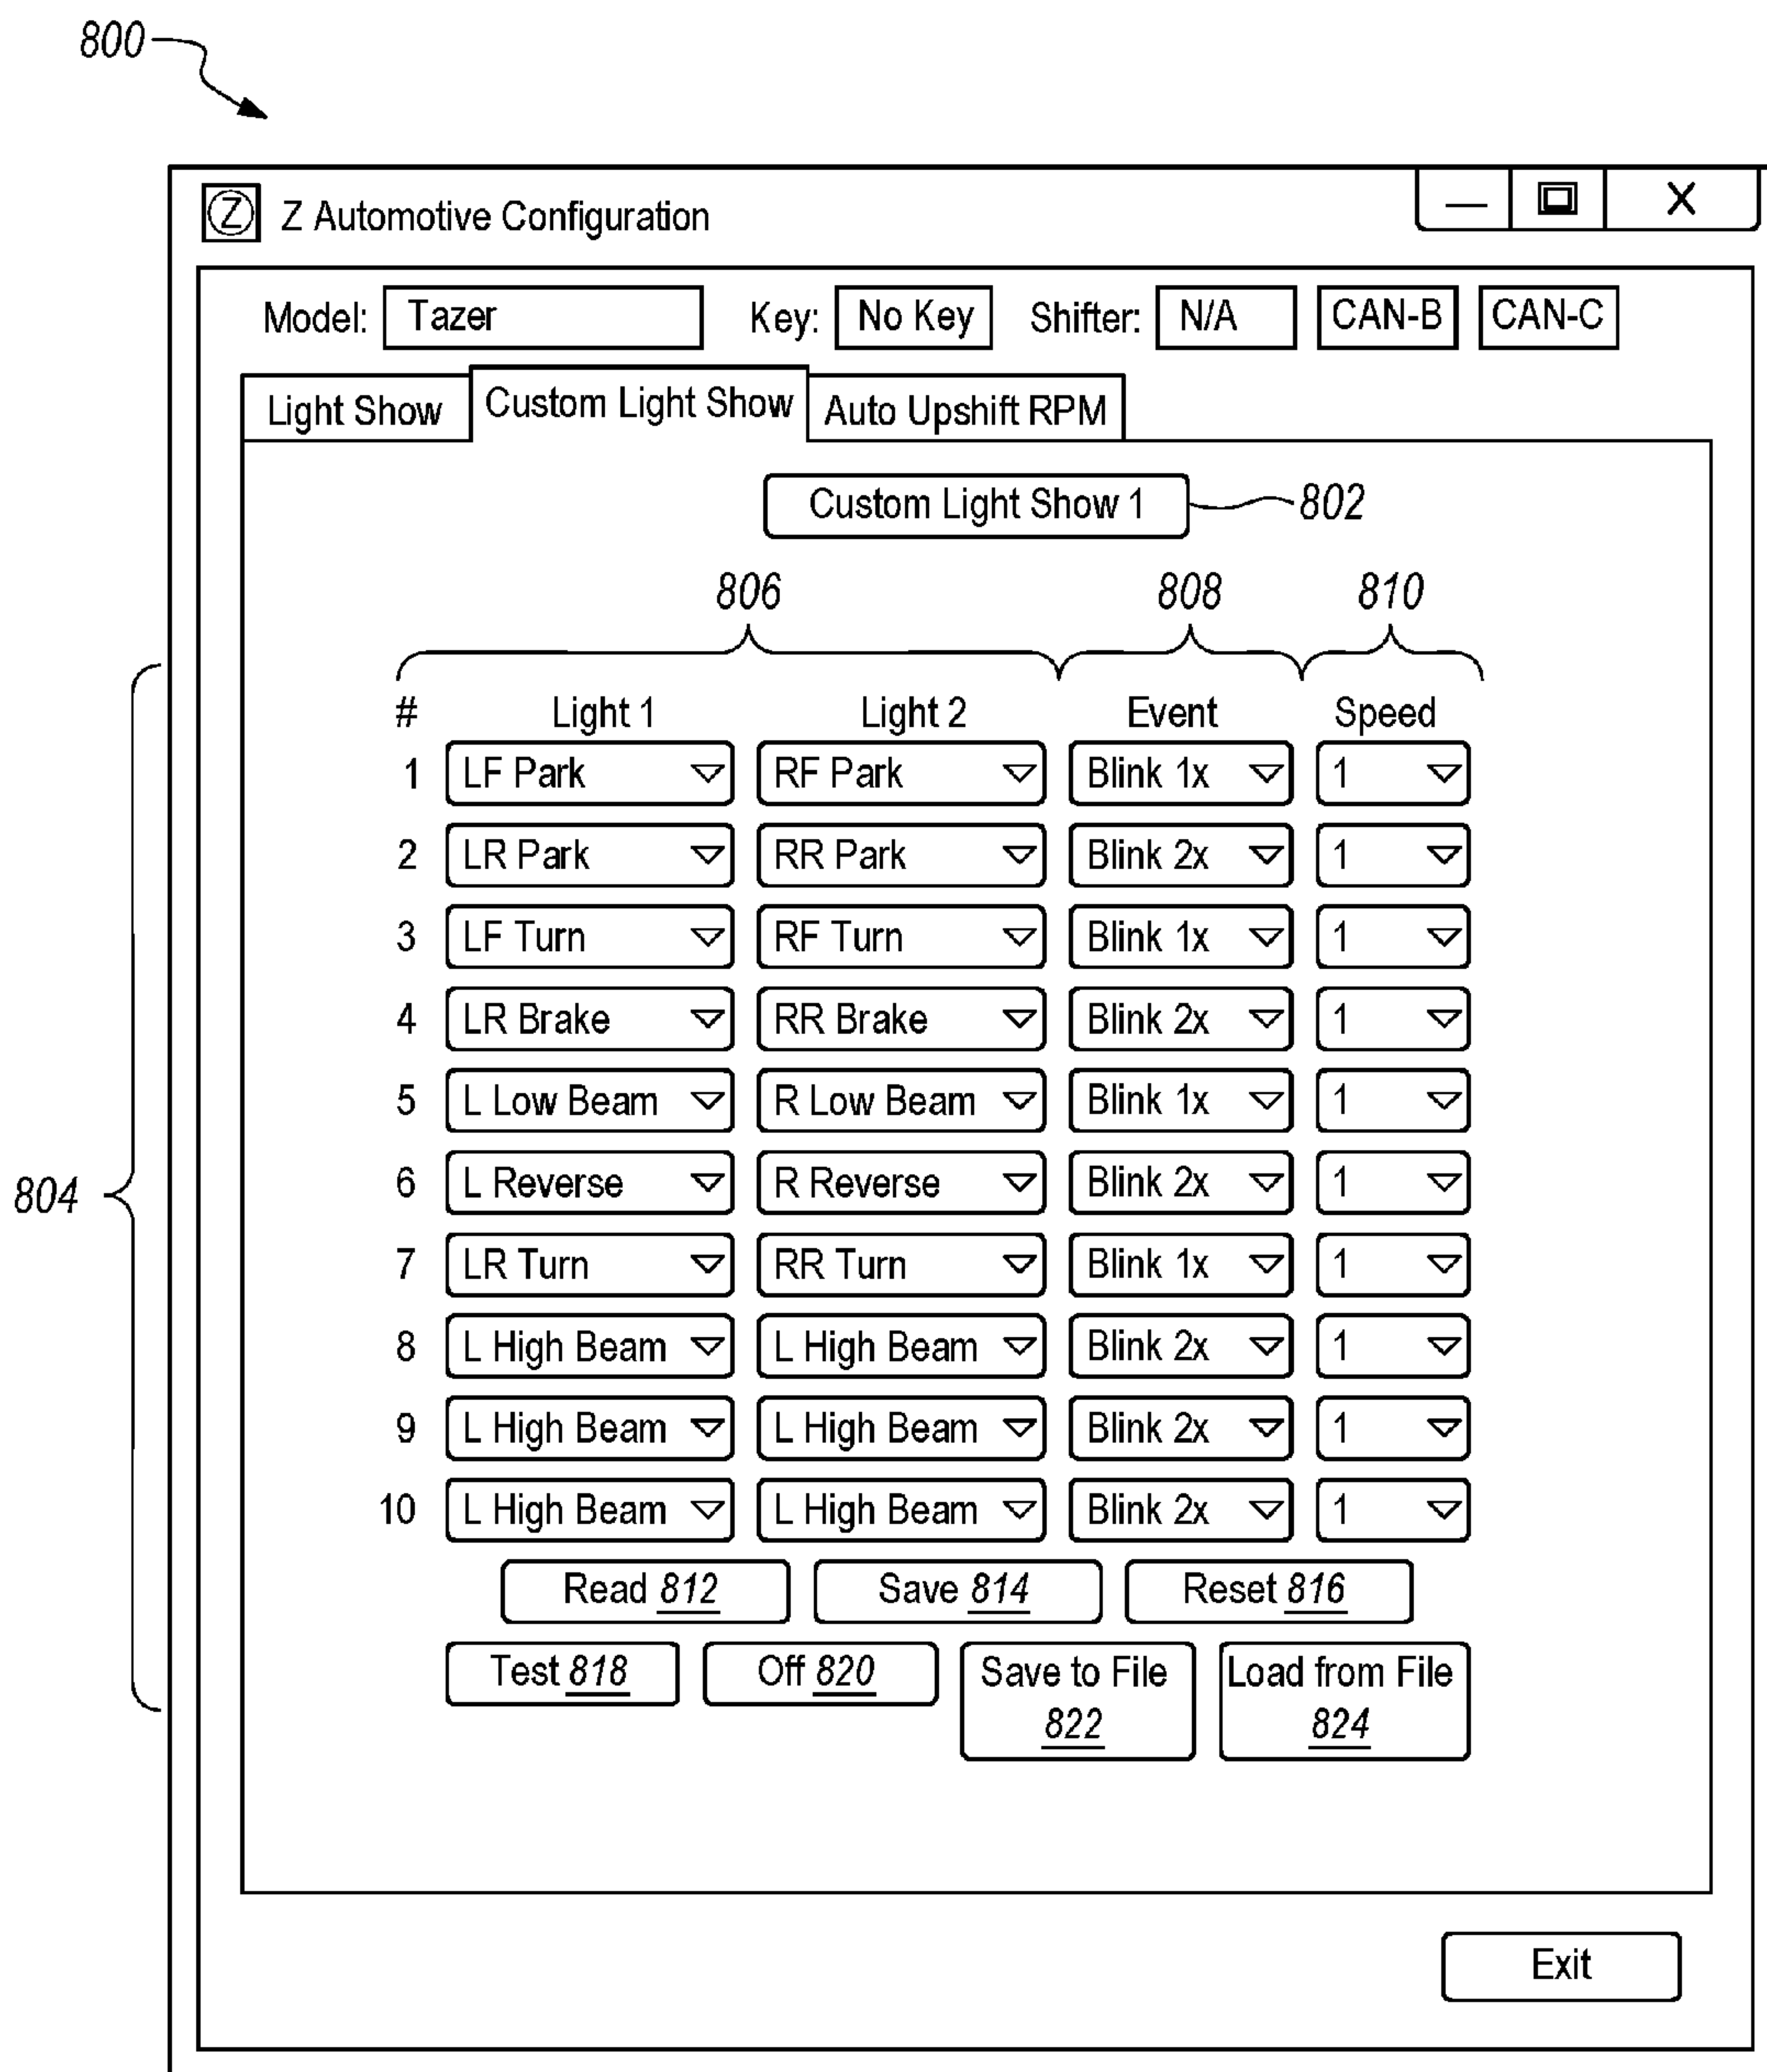 800
Z Z Automotive Configuration X
Model: Tazer Key: No Key Shifter: N/A CAN-B CAN-C
Light Show Custom Light Show Auto Upshift RPM
Custom Light Show 1 802
806 808 810
804
# Light 1 Light 2 Event Speed
1 LF Park RF Park Blink 1x 1
2 LR Park RR Park Blink 2x 1
3 LF Turn RF Turn Blink 1x 1
4 LR Brake RR Brake Blink 2x 1
5 L Low Beam R Low Beam Blink 1x 1
6 L Reverse R Reverse Blink 2x 1
7 LR Turn RR Turn Blink 1x 1
8 L High Beam L High Beam Blink 2x 1
9 L High Beam L High Beam Blink 2x 1
10 L High Beam L High Beam Blink 2x 1
Read 812 Save 814 Reset 816
Test 818 Off 820 Save to File Load from File
822 824
Exit